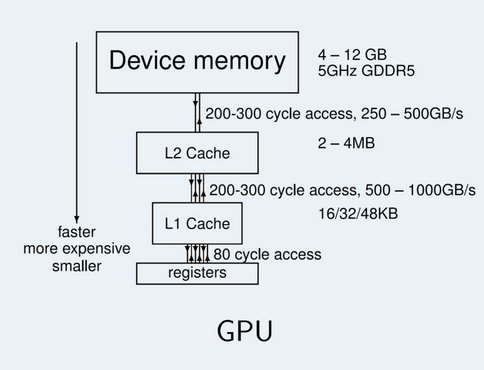 Device memory
4 – 12 GB
5GHz GDDR5
200-300 cycle access, 250 – 500GB/s
L2 Cache
2 – 4MB
200-300 cycle access, 500 – 1000GB/s
L1 Cache
16/32/48KB
faster
more expensive
smaller
80 cycle access
registers
GPU